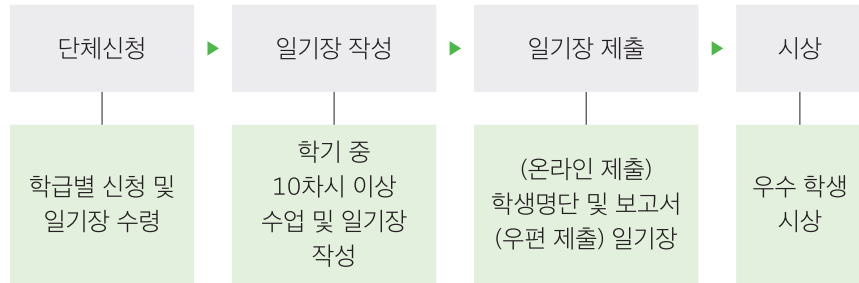 단체신청
일기장 작성
일기장 제출
시상
학급별 신청 및
일기장 수령
학기 중
10차시 이상
수업 및 일기장
작성
(온라인 제출)
학생명단 및 보고서
(우편 제출) 일기장
우수 학생
시상